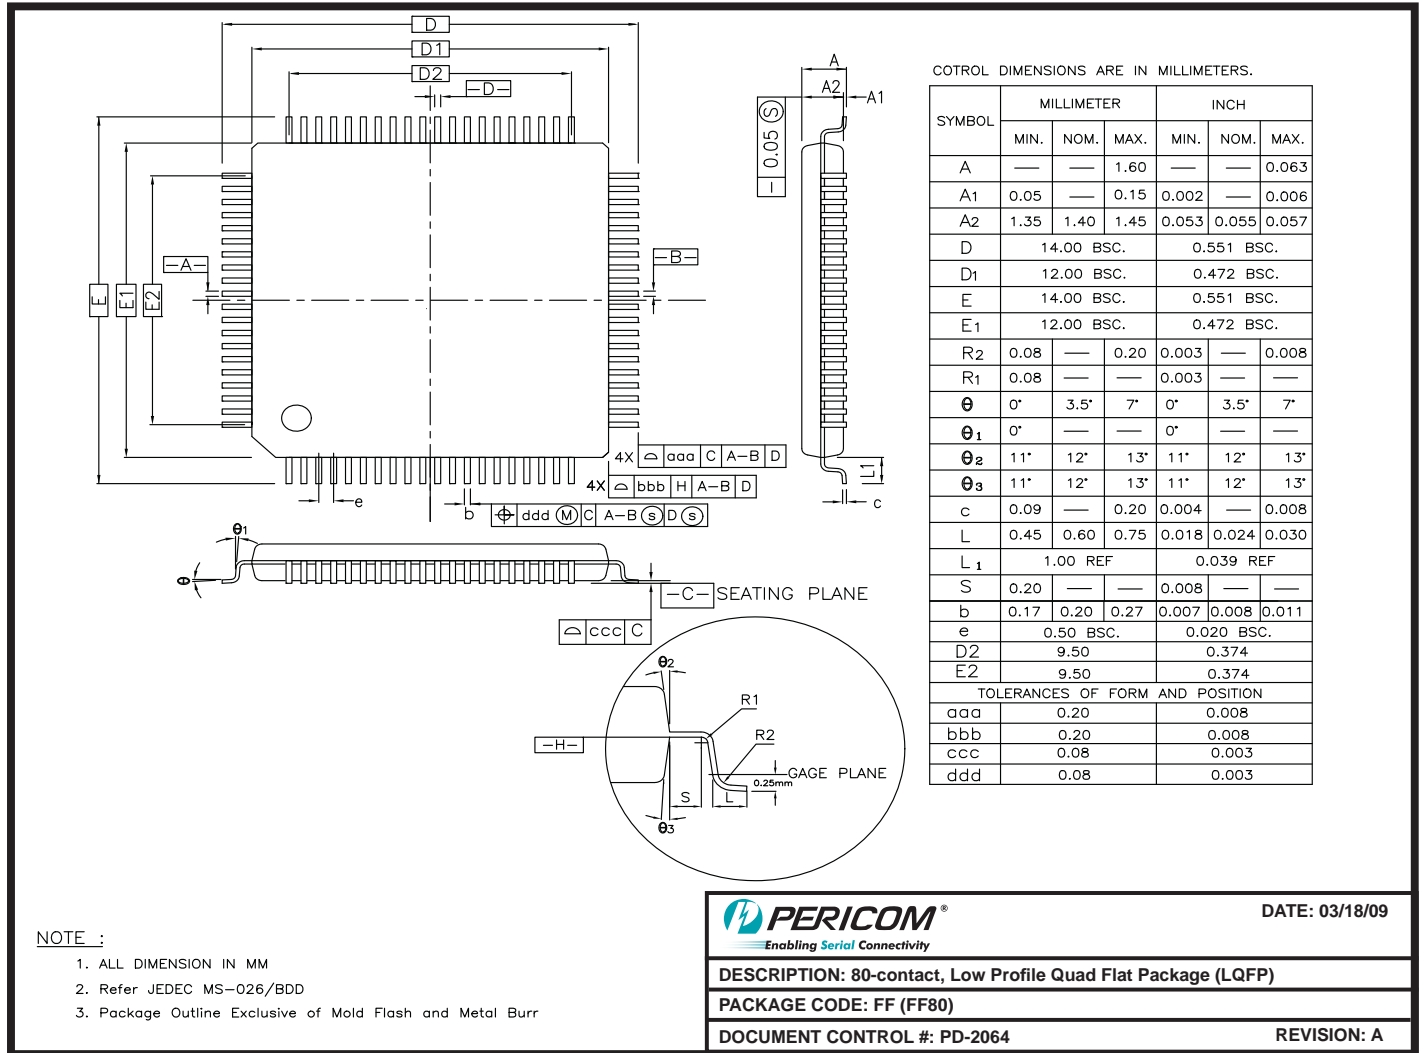 D
D1
D2
-D-
-A-
-B-
E
E1
E2
e
b
4X ⌓ aaa C A-B D
4X ⌓ bbb H A-B D
⌖ ddd Ⓜ C A-B Ⓢ D Ⓢ
A
A2
A1
0.05 Ⓢ
L1
c
θ1
θ
-C- SEATING PLANE
⌓ ccc C
θ2
R1
R2
-H-
GAGE PLANE
0.25mm
S
L
θ3
COTROL DIMENSIONS ARE IN MILLIMETERS.
SYMBOL MILLIMETER INCH
MIN. NOM. MAX. MIN. NOM. MAX.
A — — 1.60 — — 0.063
A1 0.05 — 0.15 0.002 — 0.006
A2 1.35 1.40 1.45 0.053 0.055 0.057
D 14.00 BSC. 0.551 BSC.
D1 12.00 BSC. 0.472 BSC.
E 14.00 BSC. 0.551 BSC.
E1 12.00 BSC. 0.472 BSC.
R2 0.08 — 0.20 0.003 — 0.008
R1 0.08 — — 0.003 — —
θ 0° 3.5° 7° 0° 3.5° 7°
θ1 0° — — 0° — —
θ2 11° 12° 13° 11° 12° 13°
θ3 11° 12° 13° 11° 12° 13°
c 0.09 — 0.20 0.004 — 0.008
L 0.45 0.60 0.75 0.018 0.024 0.030
L1 1.00 REF 0.039 REF
S 0.20 — — 0.008 — —
b 0.17 0.20 0.27 0.007 0.008 0.011
e 0.50 BSC. 0.020 BSC.
D2 9.50 0.374
E2 9.50 0.374
TOLERANCES OF FORM AND POSITION
aaa 0.20 0.008
bbb 0.20 0.008
ccc 0.08 0.003
ddd 0.08 0.003
NOTE :
1. ALL DIMENSION IN MM
2. Refer JEDEC MS-026/BDD
3. Package Outline Exclusive of Mold Flash and Metal Burr
PERICOM®
Enabling Serial Connectivity
DATE: 03/18/09
DESCRIPTION: 80-contact, Low Profile Quad Flat Package (LQFP)
PACKAGE CODE: FF (FF80)
DOCUMENT CONTROL #: PD-2064
REVISION: A